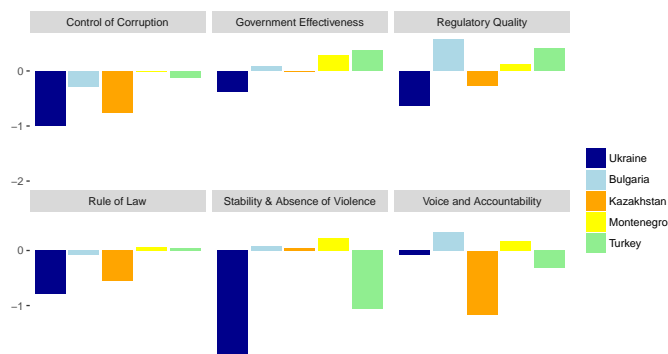 Control of Corruption
Government Effectiveness
Regulatory Quality
0
−1
−2
Rule of Law
Stability & Absence of Violence
Voice and Accountability
0
−1
Ukraine
Bulgaria
Kazakhstan
Montenegro
Turkey